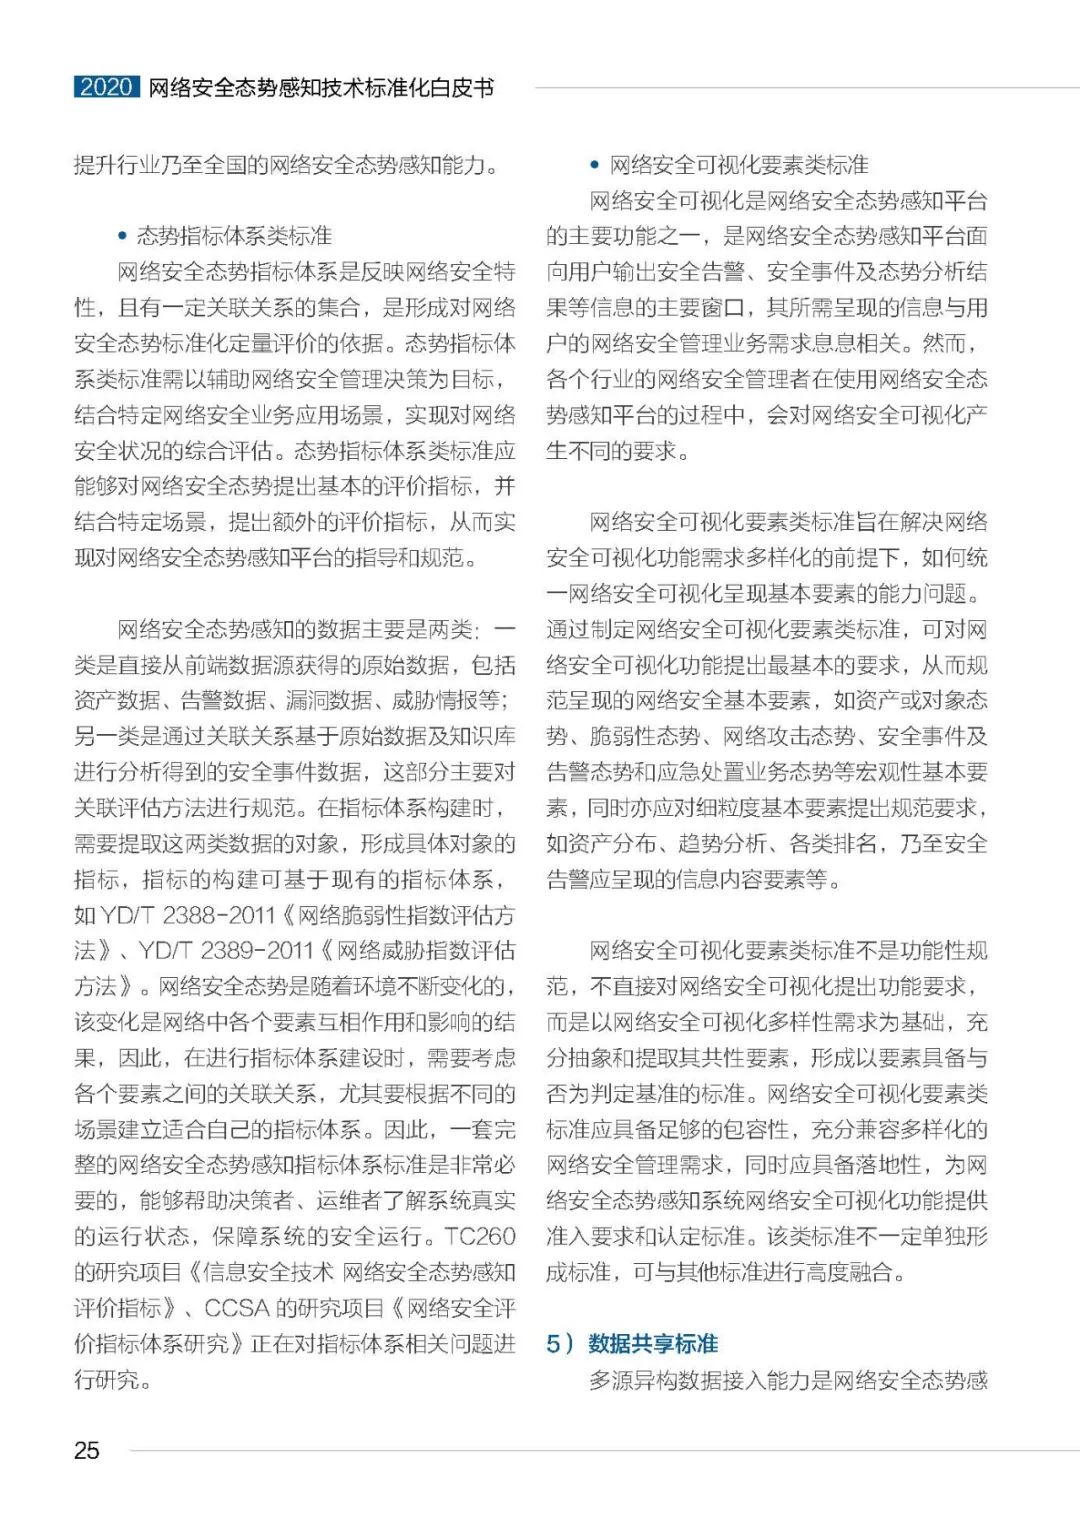 2020 网络安全态势感知技术标准化白皮书
提升行业乃至全国的网络安全态势感知能力。
• 态势指标体系类标准
网络安全态势指标体系是反映网络安全特
性，且有一定关联关系的集合，是形成对网络
安全态势标准化定量评价的依据。态势指标体
系类标准需以辅助网络安全管理决策为目标，
结合特定网络安全业务应用场景，实现对网络
安全状况的综合评估。态势指标体系类标准应
能够对网络安全态势提出基本的评价指标，并
结合特定场景，提出额外的评价指标，从而实
现对网络安全态势感知平台的指导和规范。
网络安全态势感知的数据主要是两类：一
类是直接从前端数据源获得的原始数据，包括
资产数据、告警数据、漏洞数据、威胁情报等；
另一类是通过关联关系基于原始数据及知识库
进行分析得到的安全事件数据，这部分主要对
关联评估方法进行规范。在指标体系构建时，
需要提取这两类数据的对象，形成具体对象的
指标，指标的构建可基于现有的指标体系，
如 YD/T 2388-2011《网络脆弱性指数评估方
法》、YD/T 2389-2011《网络威胁指数评估
方法》。网络安全态势是随着环境不断变化的，
该变化是网络中各个要素互相作用和影响的结
果，因此，在进行指标体系建设时，需要考虑
各个要素之间的关联关系，尤其要根据不同的
场景建立适合自己的指标体系。因此，一套完
整的网络安全态势感知指标体系标准是非常必
要的，能够帮助决策者、运维者了解系统真实
的运行状态，保障系统的安全运行。TC260
的研究项目《信息安全技术 网络安全态势感知
评价指标》、CCSA 的研究项目《网络安全评
价指标体系研究》正在对指标体系相关问题进
行研究。
• 网络安全可视化要素类标准
网络安全可视化是网络安全态势感知平台
的主要功能之一，是网络安全态势感知平台面
向用户输出安全告警、安全事件及态势分析结
果等信息的主要窗口，其所需呈现的信息与用
户的网络安全管理业务需求息息相关。然而，
各个行业的网络安全管理者在使用网络安全态
势感知平台的过程中，会对网络安全可视化产
生不同的要求。
网络安全可视化要素类标准旨在解决网络
安全可视化功能需求多样化的前提下，如何统
一网络安全可视化呈现基本要素的能力问题。
通过制定网络安全可视化要素类标准，可对网
络安全可视化功能提出最基本的要求，从而规
范呈现的网络安全基本要素，如资产或对象态
势、脆弱性态势、网络攻击态势、安全事件及
告警态势和应急处置业务态势等宏观性基本要
素，同时亦应对细粒度基本要素提出规范要求，
如资产分布、趋势分析、各类排名，乃至安全
告警应呈现的信息内容要素等。
网络安全可视化要素类标准不是功能性规
范，不直接对网络安全可视化提出功能要求，
而是以网络安全可视化多样性需求为基础，充
分抽象和提取其共性要素，形成以要素具备与
否为判定基准的标准。网络安全可视化要素类
标准应具备足够的包容性，充分兼容多样化的
网络安全管理需求，同时应具备落地性，为网
络安全态势感知系统网络安全可视化功能提供
准入要求和认定标准。该类标准不一定单独形
成标准，可与其他标准进行高度融合。
5） 数据共享标准
多源异构数据接入能力是网络安全态势感
25